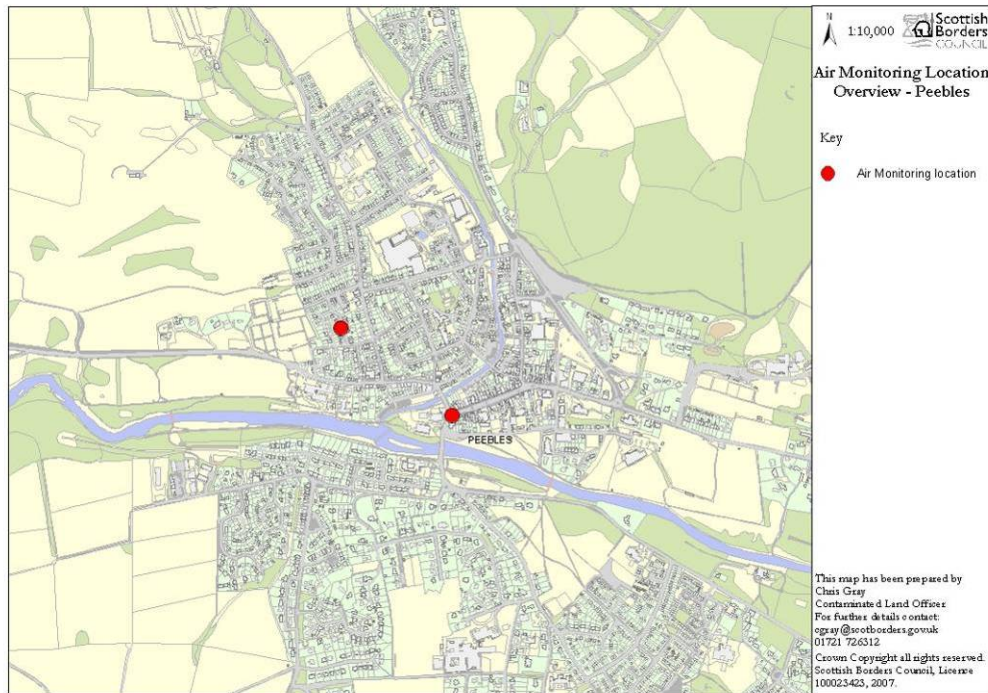 N
1:10,000
Scottish
Borders
COUNCIL
Air Monitoring Location
Overview - Peebles
Key
Air Monitoring location
PEEBLES
This map has been prepared by
Chris Gray
Contaminated Land Officer
For further details contact:
cgray@scotborders.gov.uk
01721 726312
Crown Copyright all rights reserved.
Scottish Borders Council, Licence
100023423, 2007.